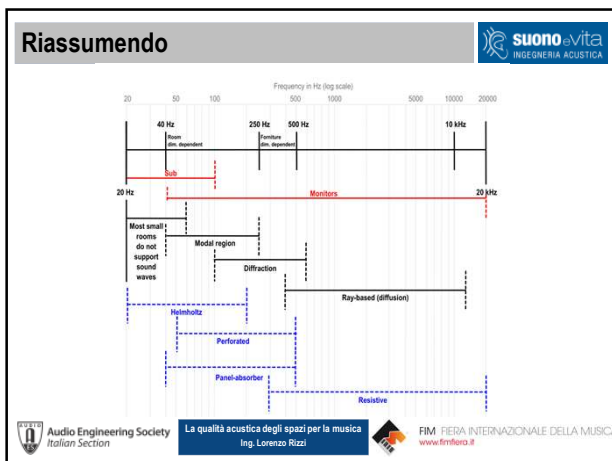 Riassumendo
suono e vita
INGEGNERIA ACUSTICA
Frequency in Hz (log scale)
20 50 100 500 1000 5000 10000 20000
40 Hz Room dim. dependent 250 Hz Forniture dim. dependent 500 Hz 10 kHz
Sub
20 Hz Monitors 20 kHz
Most small
rooms
do not
support
sound
waves
Modal region
Diffraction
Ray-based (diffusion)
Helmholtz
Perforated
Panel-absorber
Resistive
AUDIO
AES
Audio Engineering Society
Italian Section
La qualità acustica degli spazi per la musica
Ing. Lorenzo Rizzi
FIM FIERA INTERNAZIONALE DELLA MUSICA
www.fimfiera.it